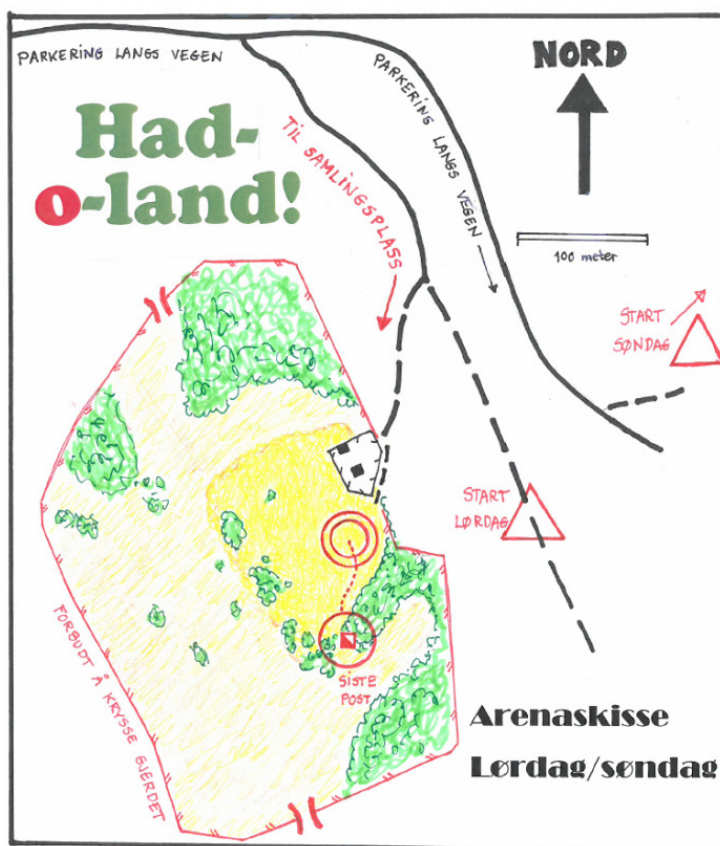 PARKERING LANGS VEGEN
NORD
Had-
o-land!
TIL SAMLINGSPLASS
PARKERING LANGS VEGEN
100 meter
START
SØNDAG
START
LØRDAG
FORBUDT Å KRYSSE GJERDET
SISTE
POST
Arenaskisse
Lørdag/søndag